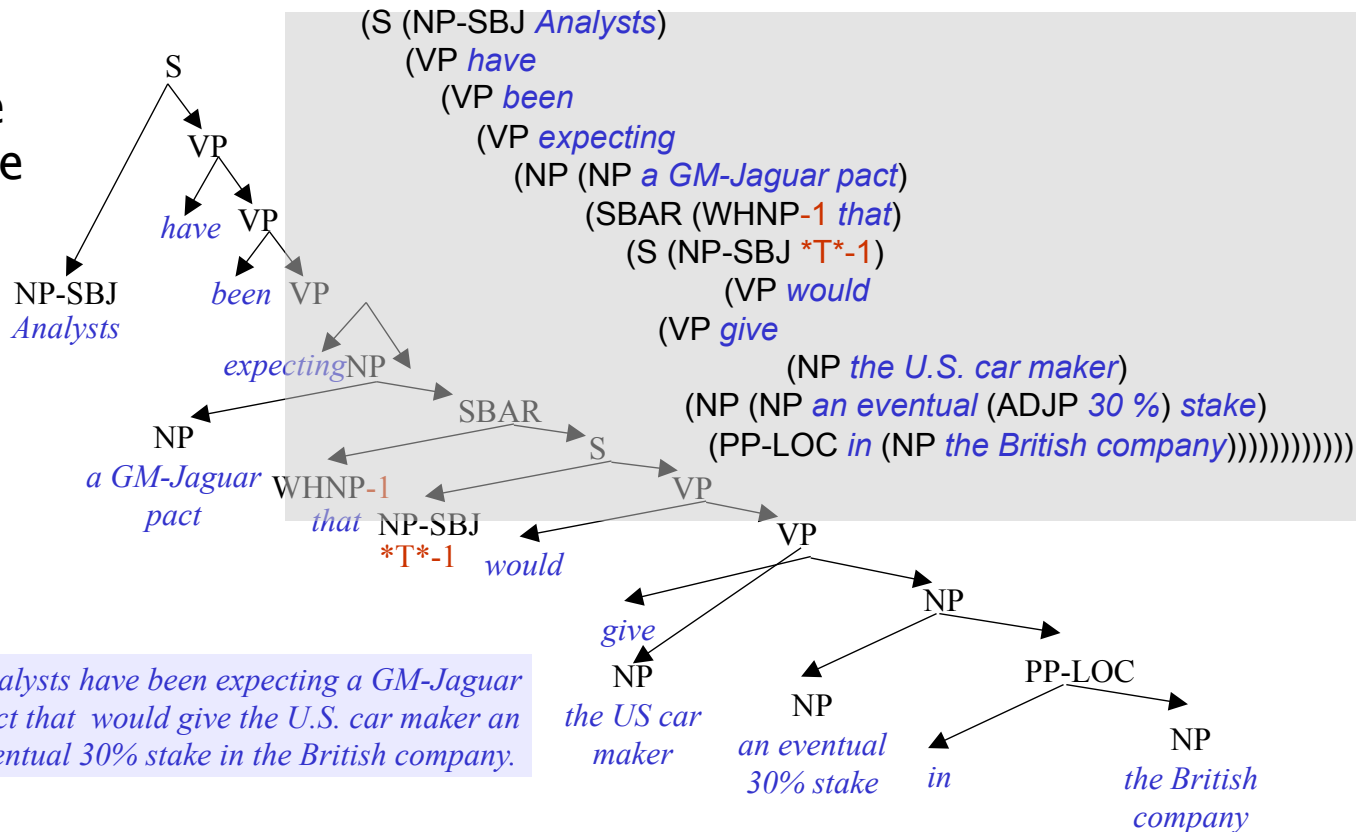 (S (NP-SBJ Analysts)
(VP have
(VP been
(VP expecting
(NP (NP a GM-Jaguar pact)
(SBAR (WHNP-1 that)
(S (NP-SBJ *T*-1)
(VP would
(VP give
(NP the U.S. car maker)
(NP (NP an eventual (ADJP 30 %) stake)
(PP-LOC in (NP the British company))))))))))))
S
e
VP
e
have VP
NP-SBJ been VP
Analysts
expecting NP
SBAR
NP S
a GM-Jaguar WHNP-1 VP
pact that NP-SBJ
*T*-1 would VP
NP
give
NP PP-LOC
the US car NP
maker an eventual in NP
30% stake the British
company
alysts have been expecting a GM-Jaguar
ct that would give the U.S. car maker an
entual 30% stake in the British company.